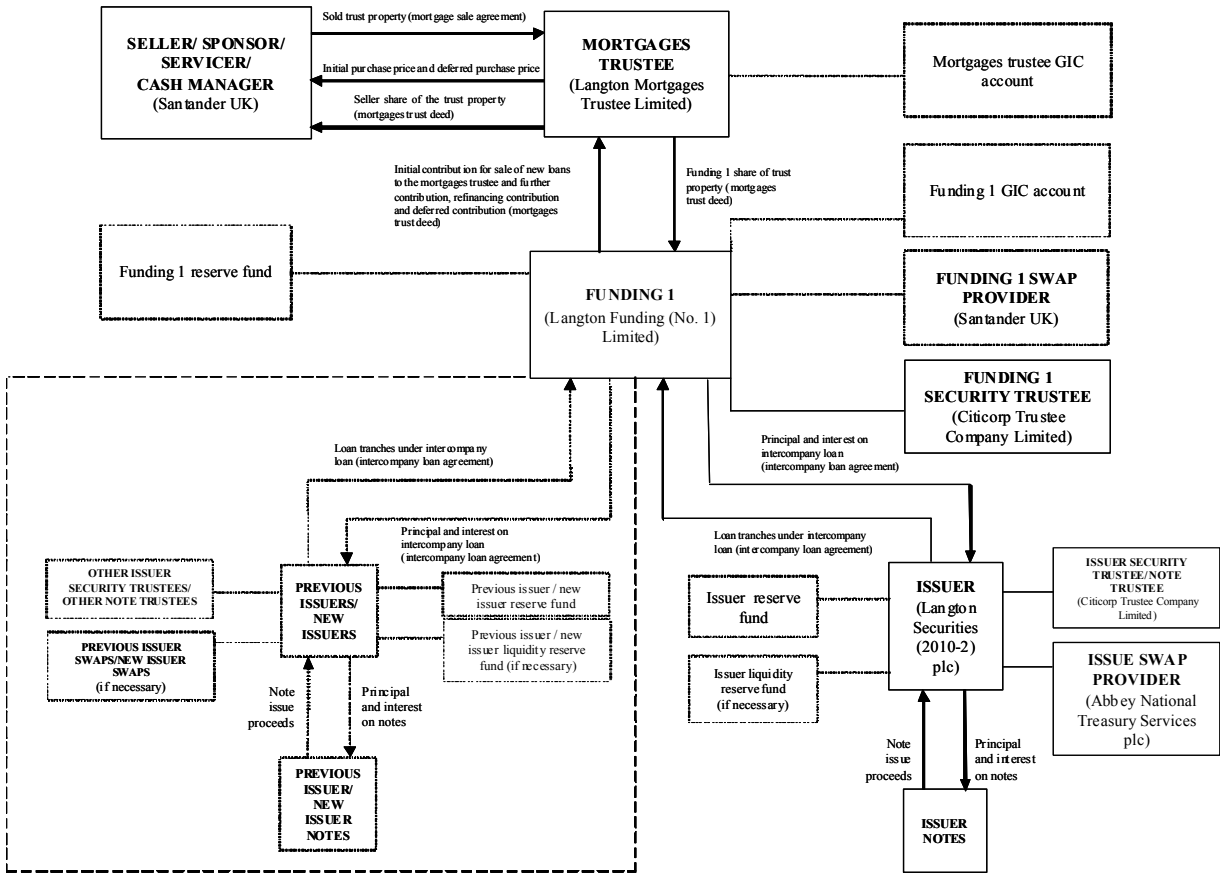 Sold trust property (mortgage sale agreement)
SELLER/ SPONSOR/
SERVICER/
CASH MANAGER
(Santander UK)
Initial purchase price and deferred purchase price
Seller share of the trust property
(mortgages trust deed)
MORTGAGES
TRUSTEE
(Langton Mortgages
Trustee Limited)
Mortgages trustee GIC
account
Initial contribution for sale of new loans
to the mortgages trustee and further
contribution, refinancing contribution
and deferred contribution (mortgages
trust deed)
Funding 1 share of trust
property (mortgages
trust deed)
Funding 1 GIC account
Funding 1 reserve fund
FUNDING 1
(Langton Funding (No. 1)
Limited)
FUNDING 1 SWAP
PROVIDER
(Santander UK)
FUNDING 1
SECURITY TRUSTEE
(Citicorp Trustee
Company Limited)
Loan tranches under intercompany
loan (intercompany loan agreement)
Principal and interest on
intercompany loan
(intercompany loan agreement)
Principal and interest on
intercompany loan
(intercompany loan agreement)
Loan tranches under intercompany
loan (intercompany loan agreement)
OTHER ISSUER
SECURITY TRUSTEES/
OTHER NOTE TRUSTEES
PREVIOUS ISSUER
SWAPS/NEW ISSUER
SWAPS
(if necessary)
PREVIOUS
ISSUERS/
NEW
ISSUERS
Previous issuer / new
issuer reserve fund
Previous issuer / new
issuer liquidity reserve
fund (if necessary)
Note
issue
proceeds
Principal
and interest
on notes
PREVIOUS
ISSUER/
NEW
ISSUER
NOTES
Issuer reserve
fund
Issuer liquidity
reserve fund
(if necessary)
ISSUER
(Langton
Securities
(2010-2)
plc)
ISSUER SECURITY
TRUSTEE/NOTE
TRUSTEE
(Citicorp Trustee Company
Limited)
ISSUE SWAP
PROVIDER
(Abbey National
Treasury Services
plc)
Note
issue
proceeds
Principal
and interest
on notes
ISSUER
NOTES